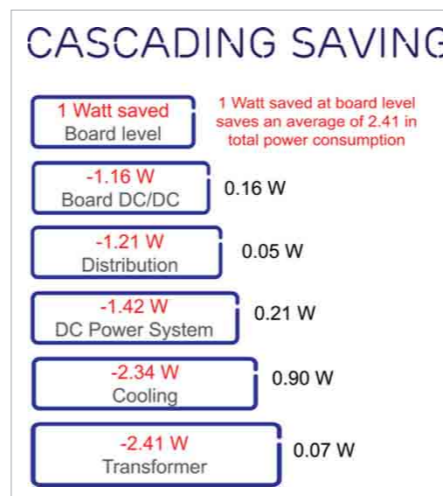 CASCADING SAVING
1 Watt saved
Board level
1 Watt saved at board level
saves an average of 2.41 in
total power consumption
-1.16 W
Board DC/DC
0.16 W
-1.21 W
Distribution
0.05 W
-1.42 W
DC Power System
0.21 W
-2.34 W
Cooling
0.90 W
-2.41 W
Transformer
0.07 W